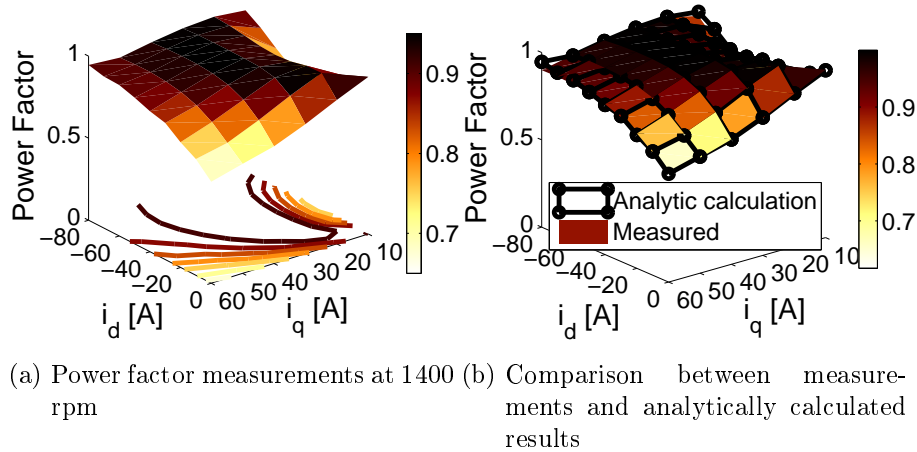 1
0.5
0
Power Factor
−80
−60
−40
−20
0
i_d [A]
60
50
40
30
20
10
i_q [A]
0.9
0.8
0.7
1
0.5
0
Power Factor
Analytic calculation
Measured
−80
−60
−40
−20
0
i_d [A]
60
50
40
30
20
10
i_q [A]
0.9
0.8
0.7
(a) Power factor measurements at 1400
rpm
(b) Comparison between measure-
ments and analytically calculated
results